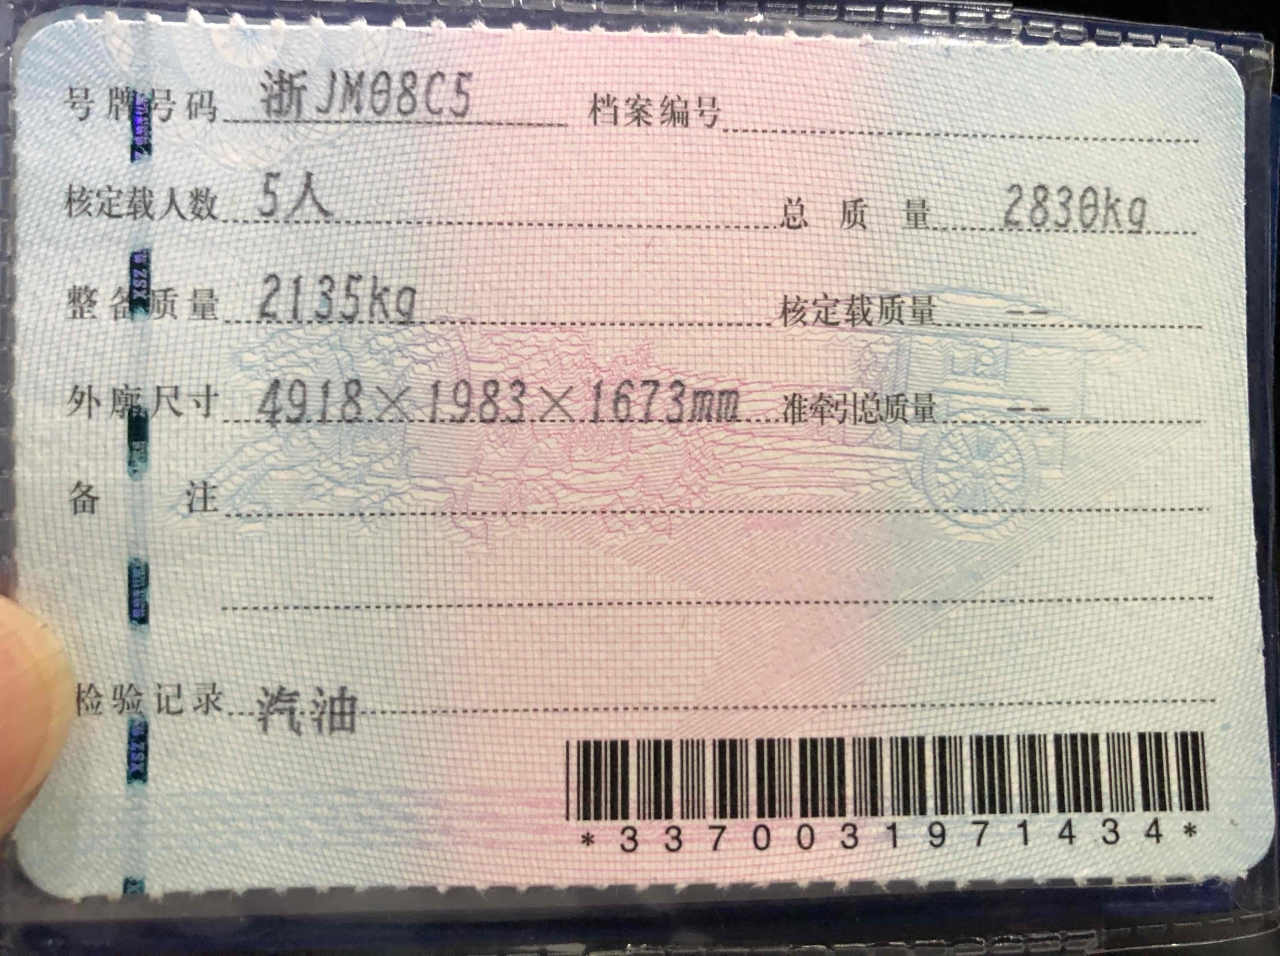 号牌号码 浙JM08C5 档案编号
核定载人数 5人 总质量 2830kg
整备质量 2135kg 核定载质量 --
外廓尺寸 4918×1983×1673mm 准牵引总质量 --
备注
检验记录 汽油
*3370031971434*